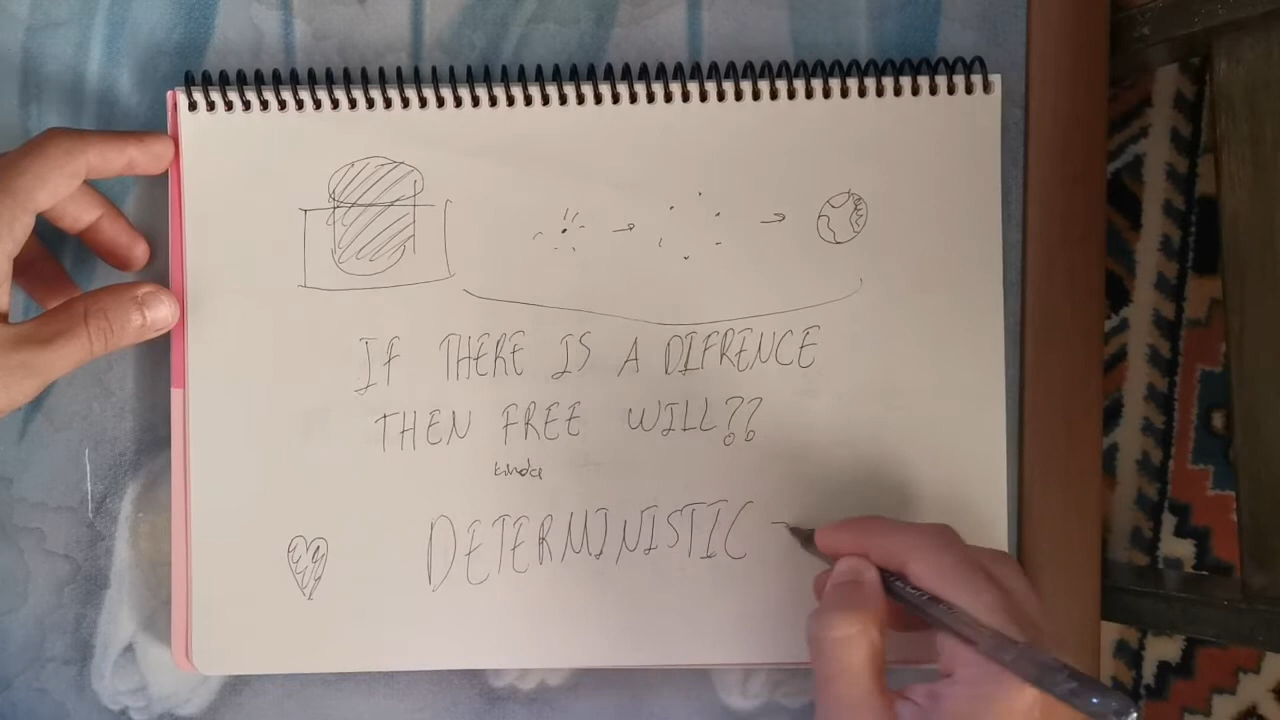 IF THERE IS A DIFRENCE
THEN FREE WILL??
kinda
DETERMINISTIC